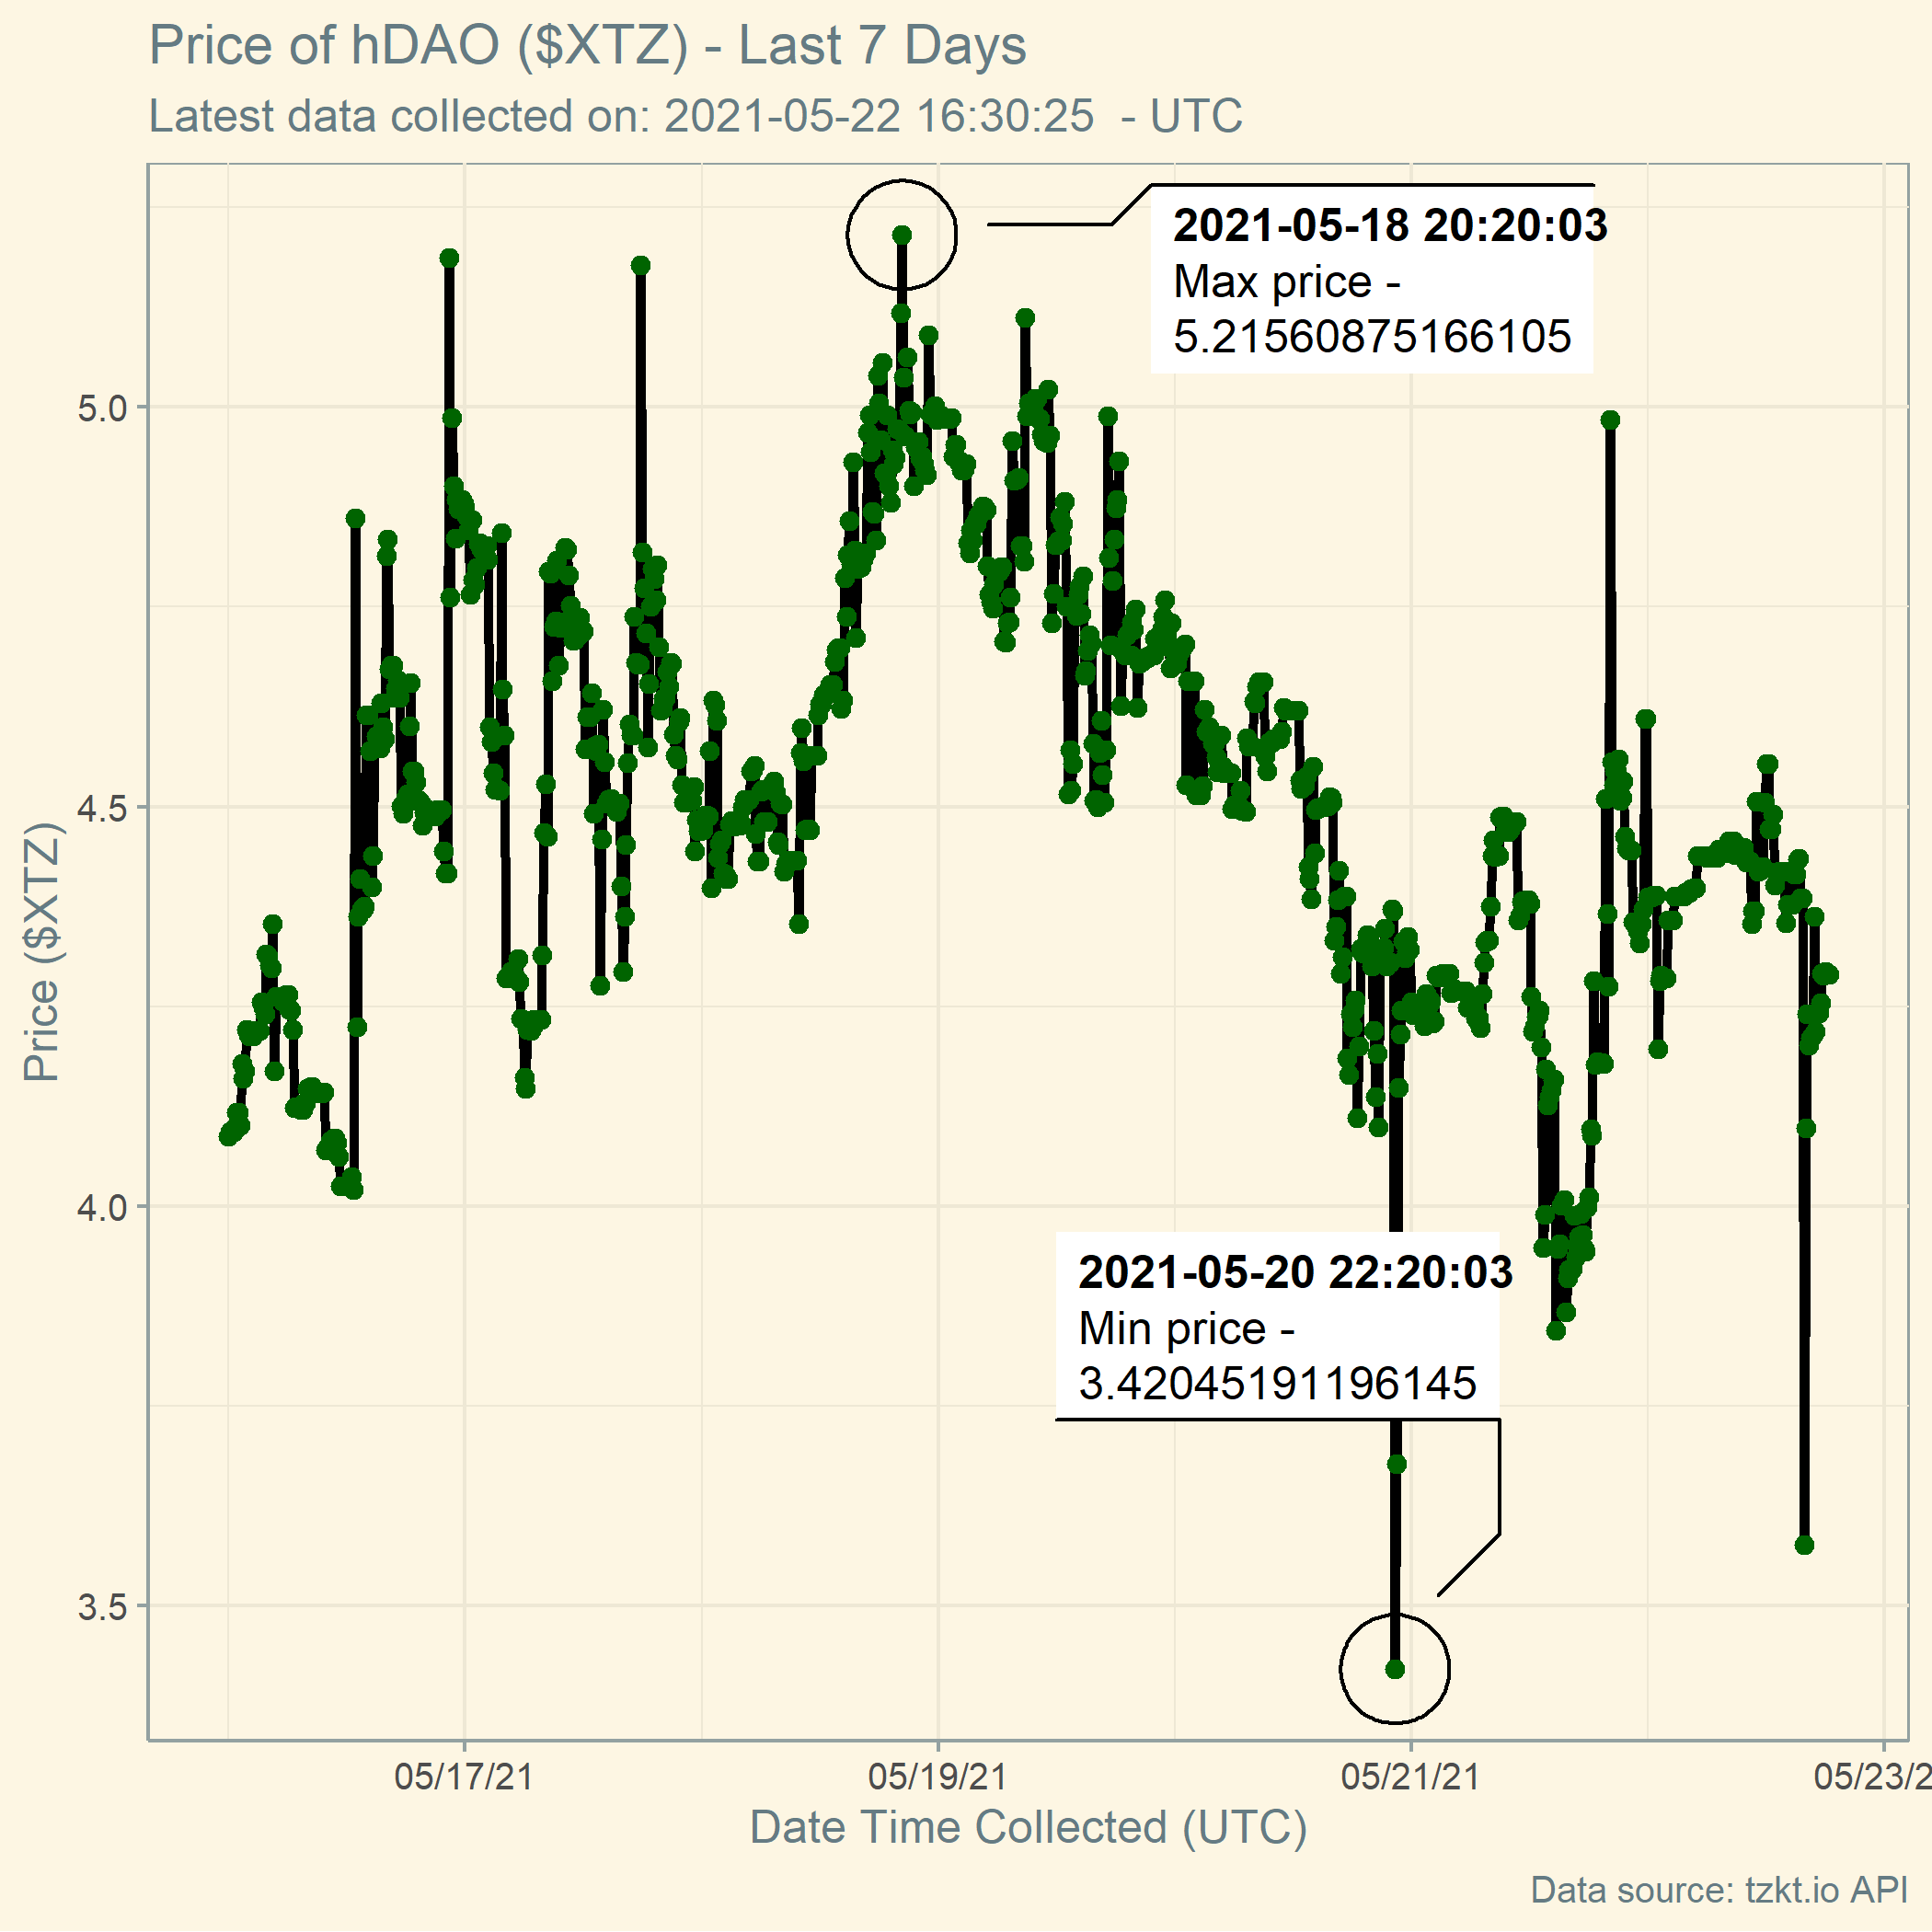 Price of hDAO ($XTZ) - Last 7 Days
Latest data collected on: 2021-05-22 16:30:25  - UTC
2021-05-18 20:20:03
Max price -
5.21560875166105
5.0
4.5
4.0
3.5
Price ($XTZ)
2021-05-20 22:20:03
Min price -
3.42045191196145
05/17/21
05/19/21
05/21/21
05/23/2
Date Time Collected (UTC)
Data source: tzkt.io API